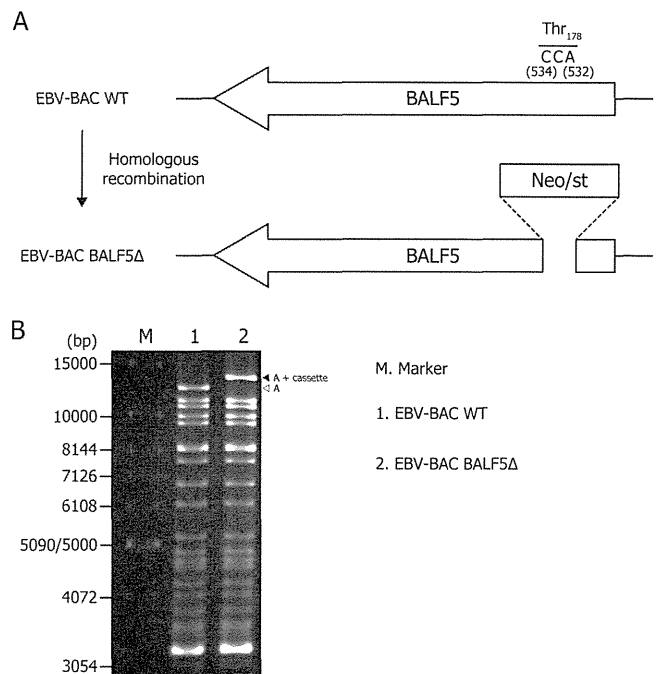 A
Thr178
CCA
(534) (532)
EBV-BAC WT
BALF5
Homologous
recombination
Neo/st
EBV-BAC BALF5Δ
BALF5
B
(bp)
M 1 2
15000
A + cassette
A
M. Marker
10000
1. EBV-BAC WT
8144
7126
2. EBV-BAC BALF5Δ
6108
5090/5000
4072
3054